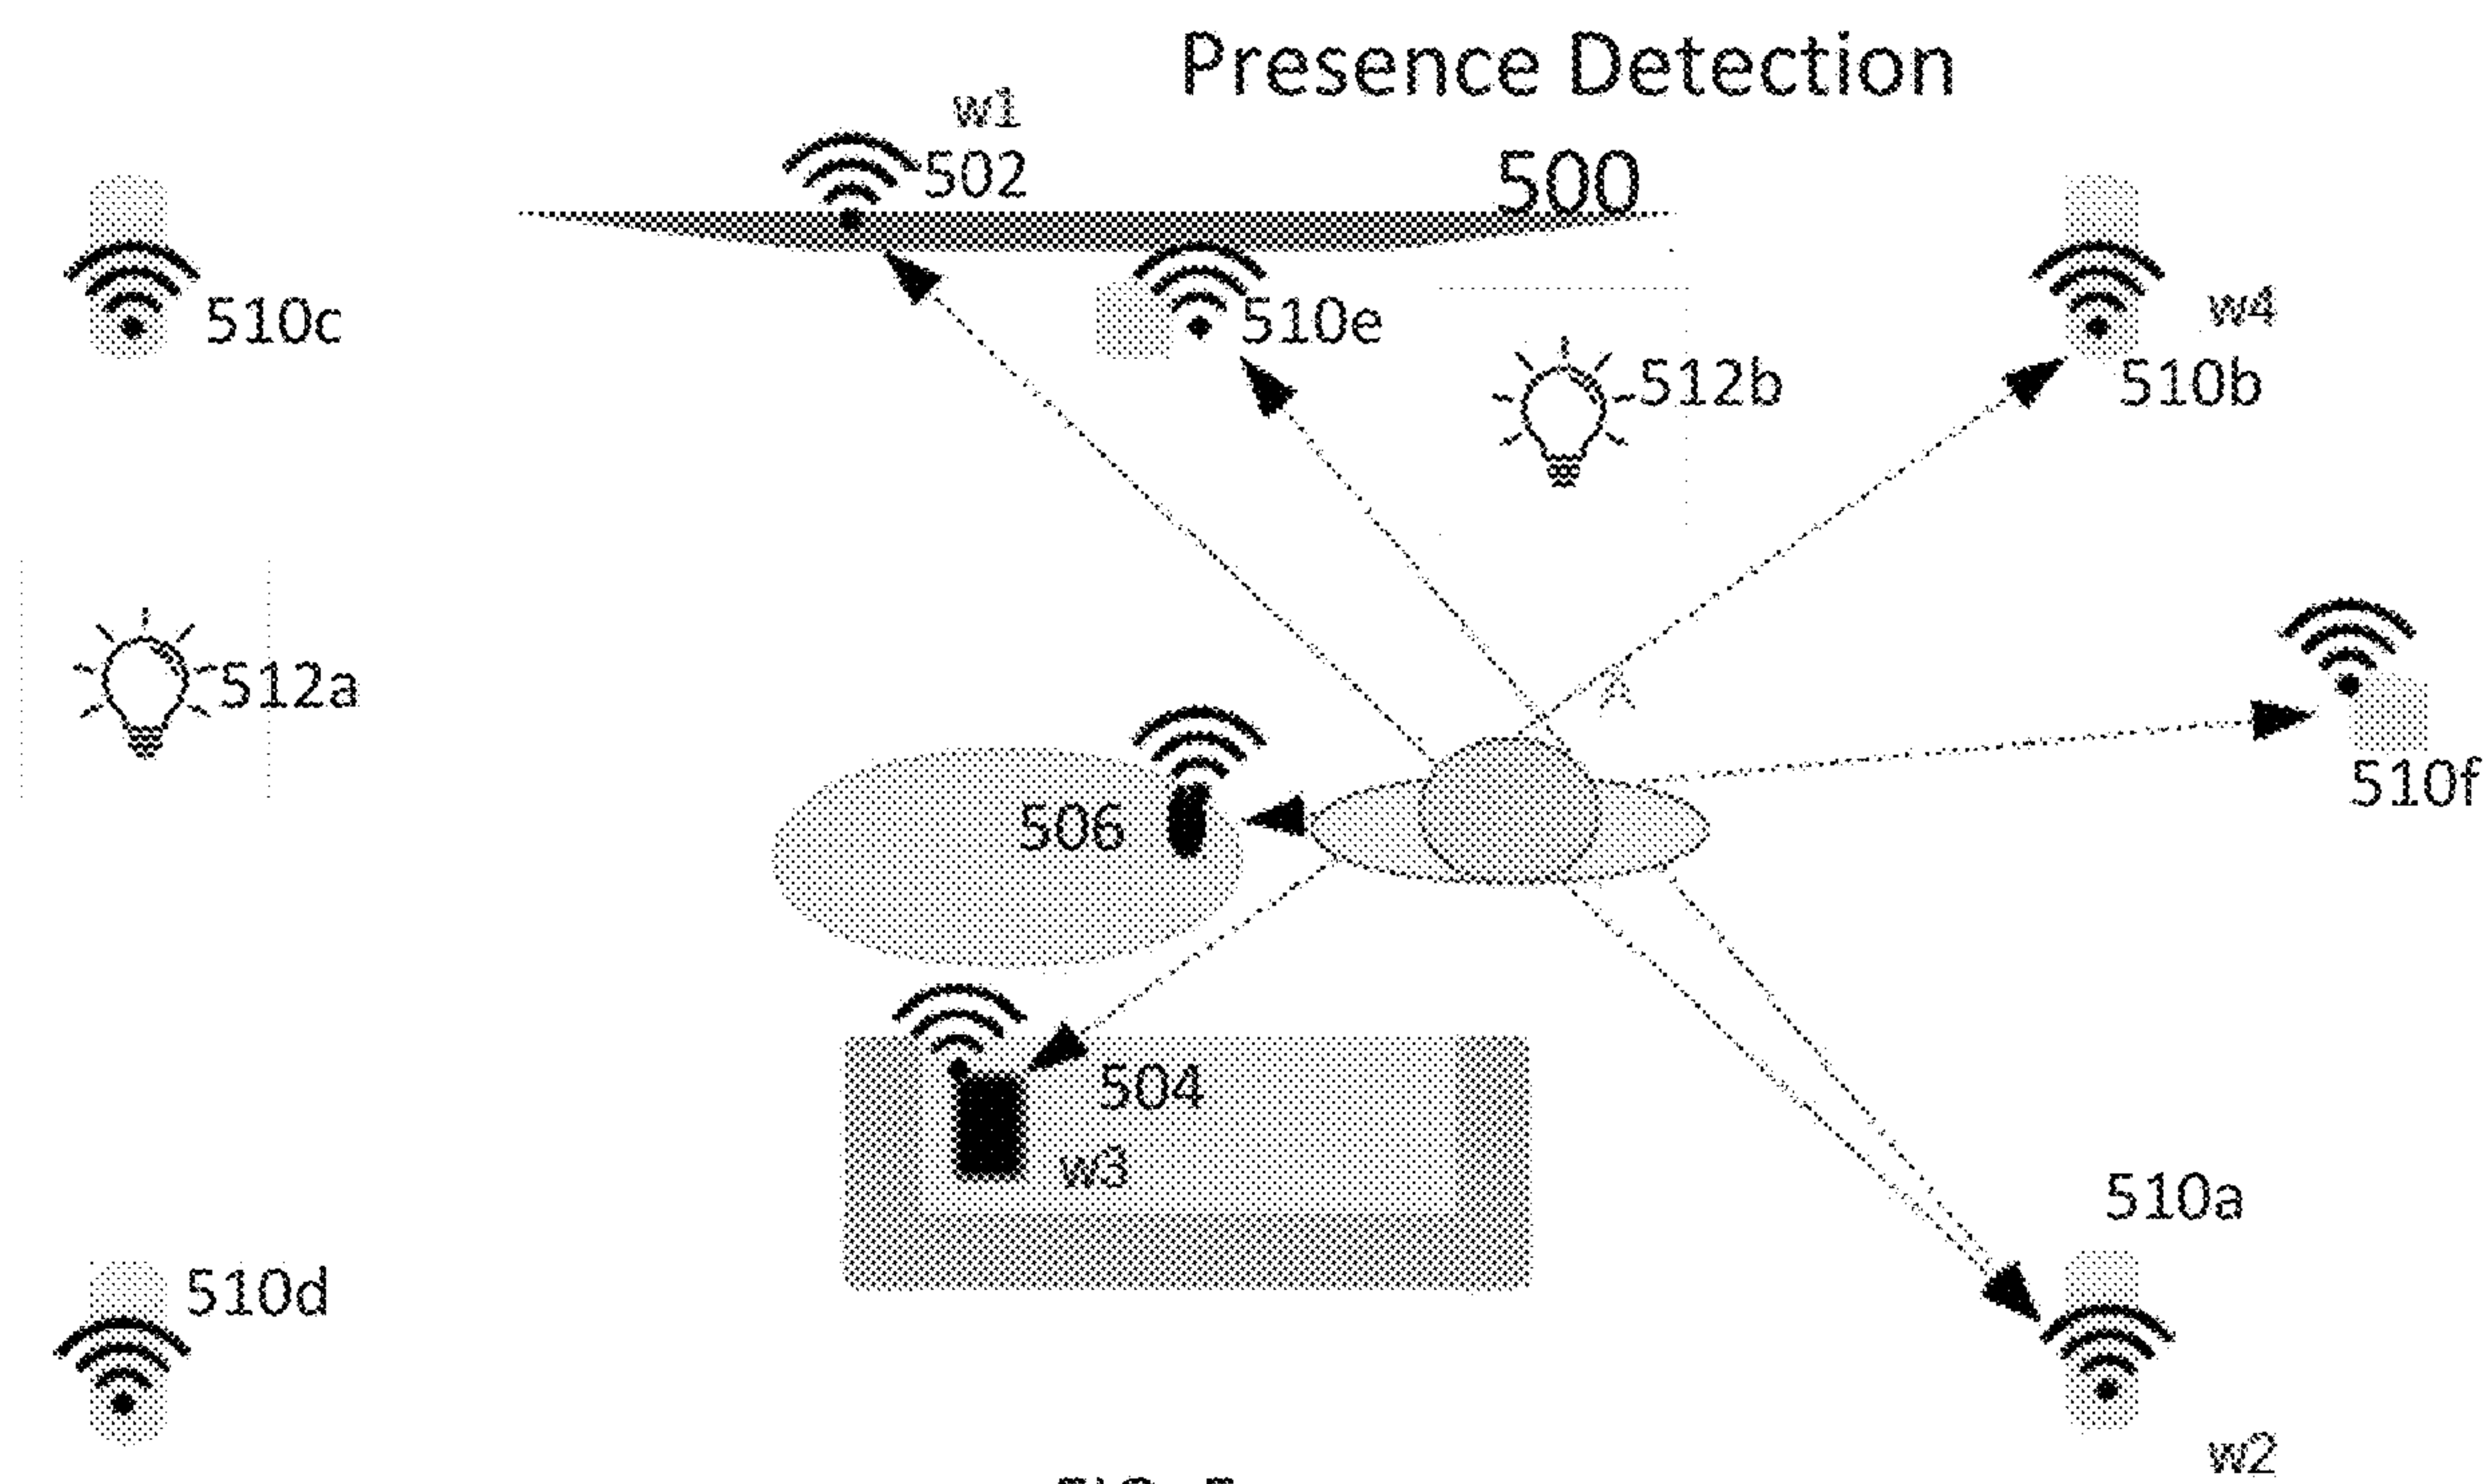 Presence Detection
w1
502
500
510c
510e
w4
512b
510b
512a
A
506
510f
504
w3
510a
510d
w2